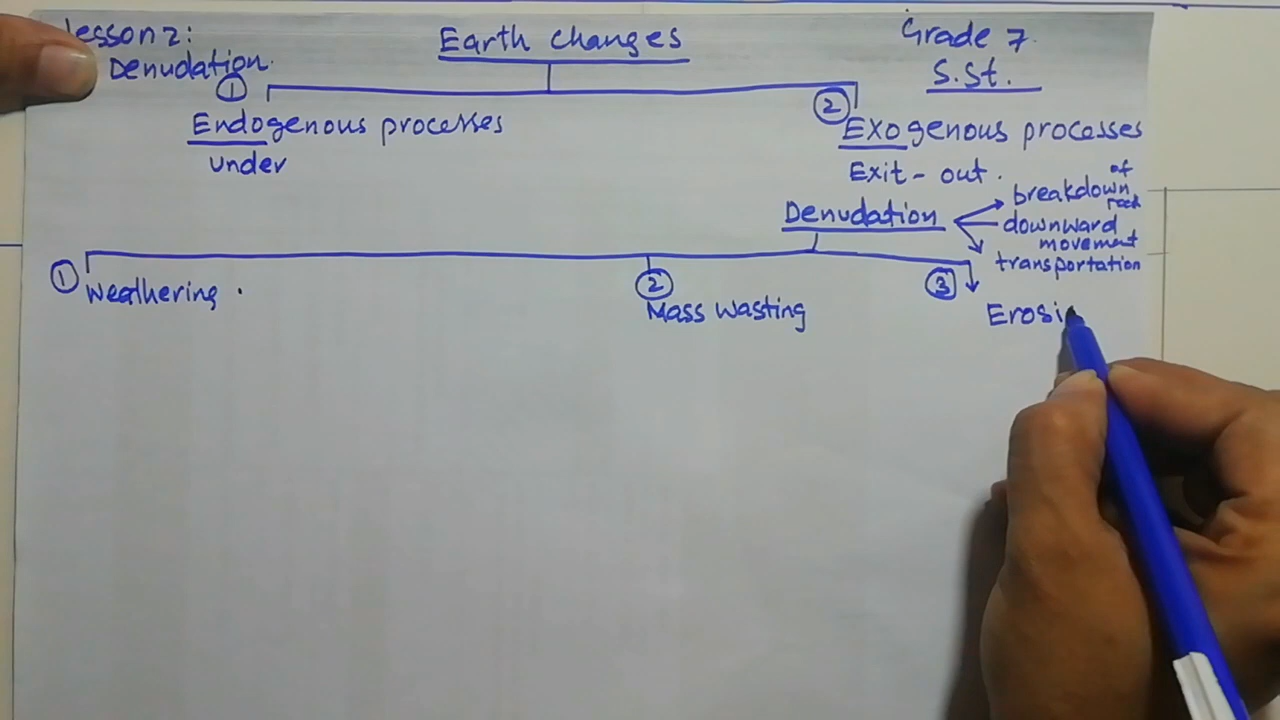 Lesson 2:
Denudation.
Earth changes
Grade 7.
S.St.
① Endogenous processes
under
② Exogenous processes
Exit - out.
Denudation
breakdown of rock
downward movement
transportation
① Weathering.
② Mass Wasting
③ Erosi